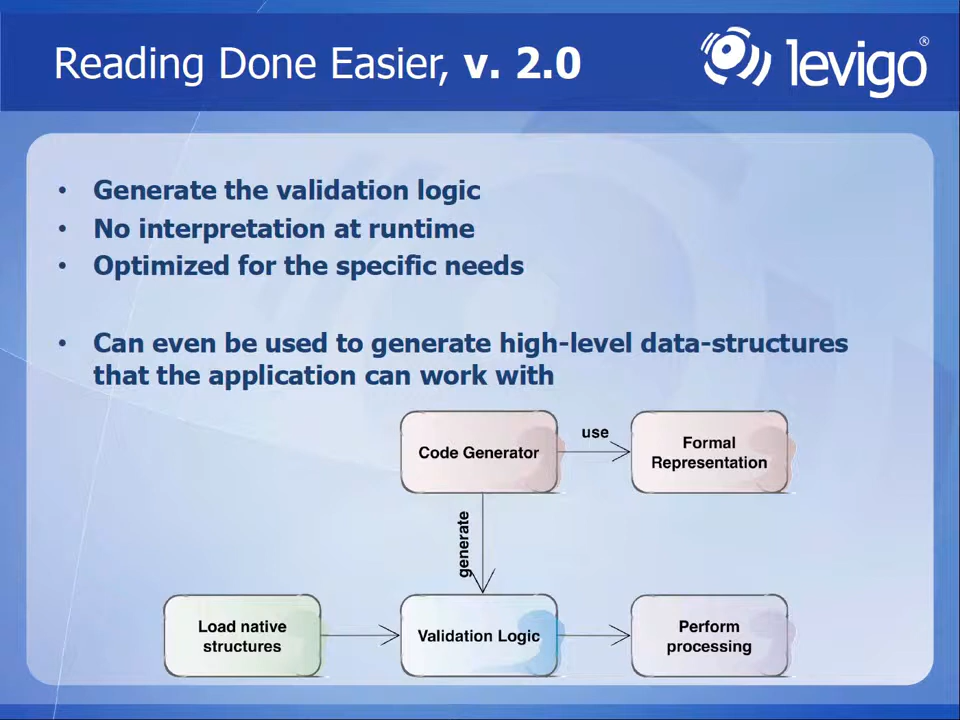 Reading Done Easier, v. 2.0
levigo®
• Generate the validation logic
• No interpretation at runtime
• Optimized for the specific needs
• Can even be used to generate high-level data-structures
that the application can work with
Code Generator
use
Formal
Representation
generate
Load native
structures
Validation Logic
Perform
processing